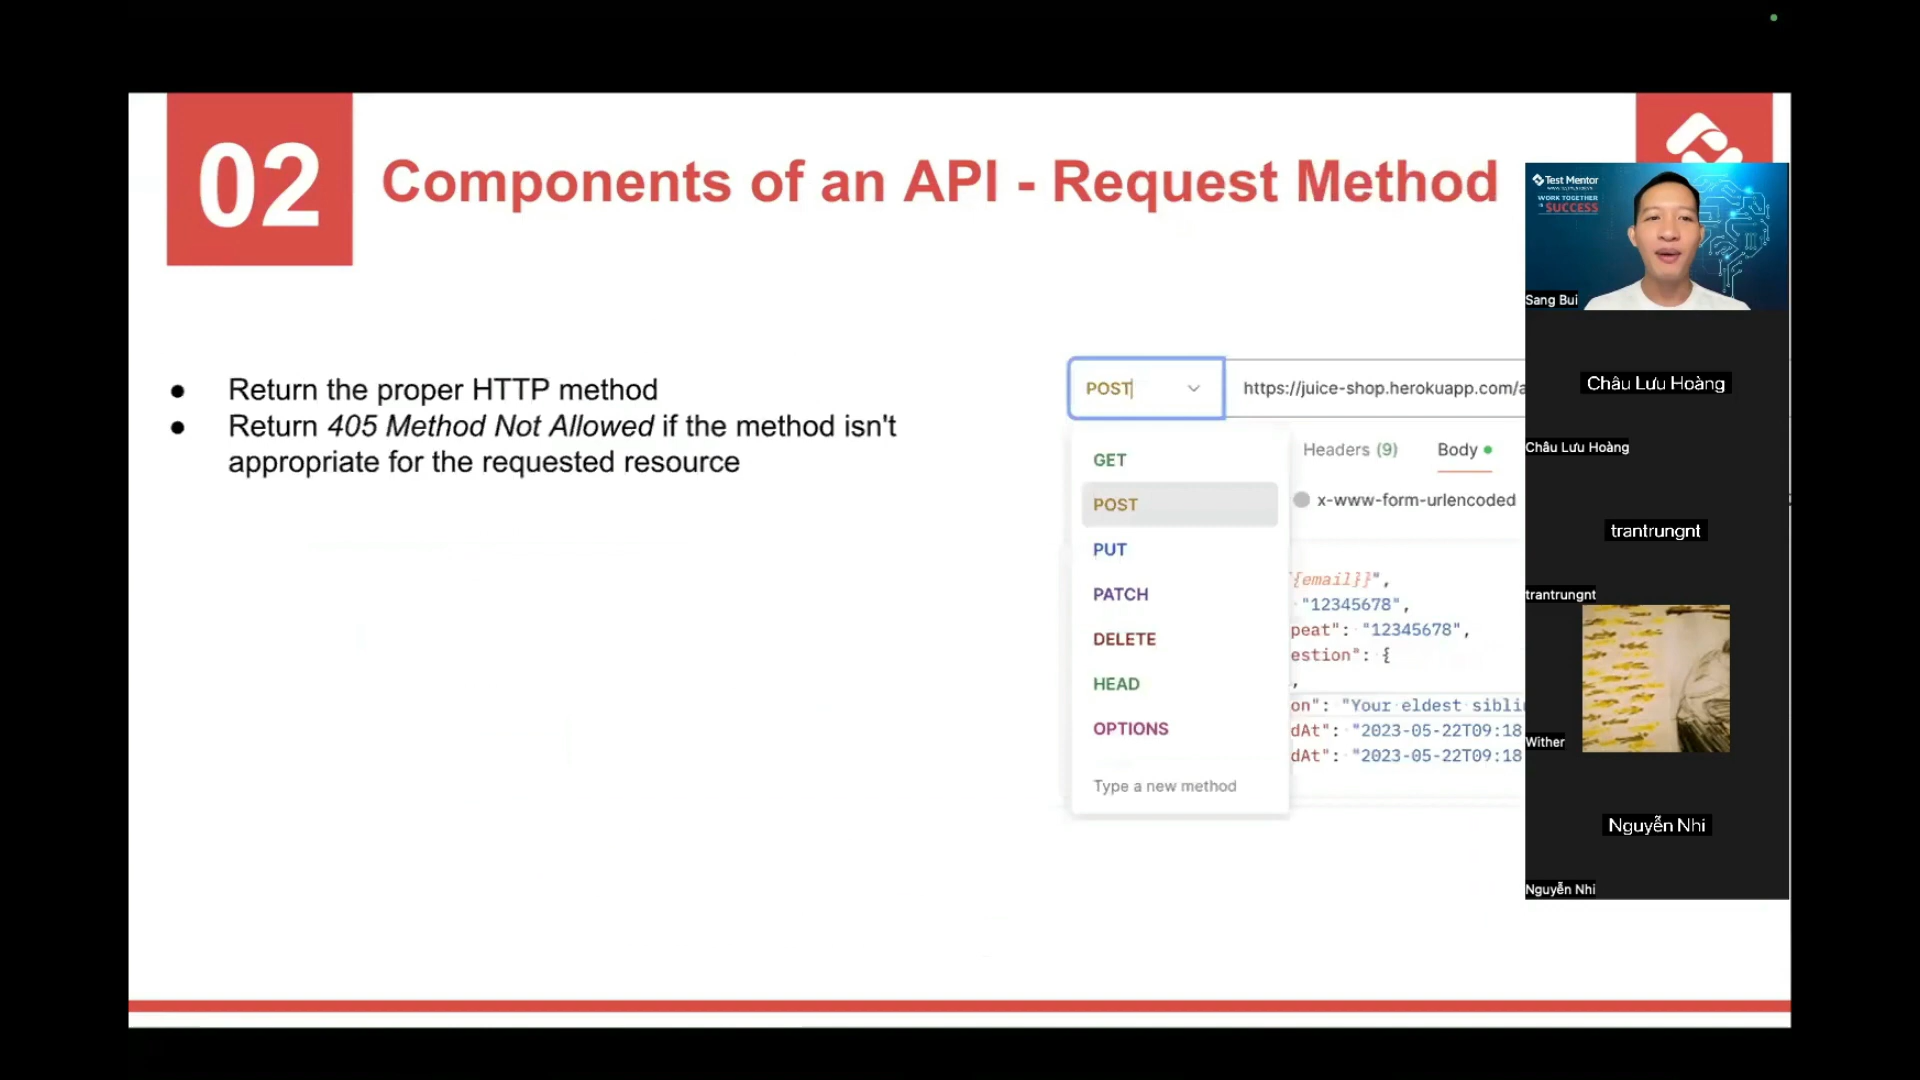 02
Components of an API - Request Method
Test Mentor
WORK TOGETHER
SUCCESS
Sang Bui
● Return the proper HTTP method
● Return 405 Method Not Allowed if the method isn't
appropriate for the requested resource
POST
https://juice-shop.herokuapp.com/a
Headers (9)
Body
x-www-form-urlencoded
GET
POST
PUT
PATCH
DELETE
HEAD
OPTIONS
Type a new method
{email}}",
"12345678",
peat": "12345678",
estion": {
,
on": "Your eldest sibli
dAt": "2023-05-22T09:18
dAt": "2023-05-22T09:18
Châu Lưu Hoàng
Châu Lưu Hoàng
trantrungnt
trantrungnt
Wither
Nguyễn Nhi
Nguyễn Nhi